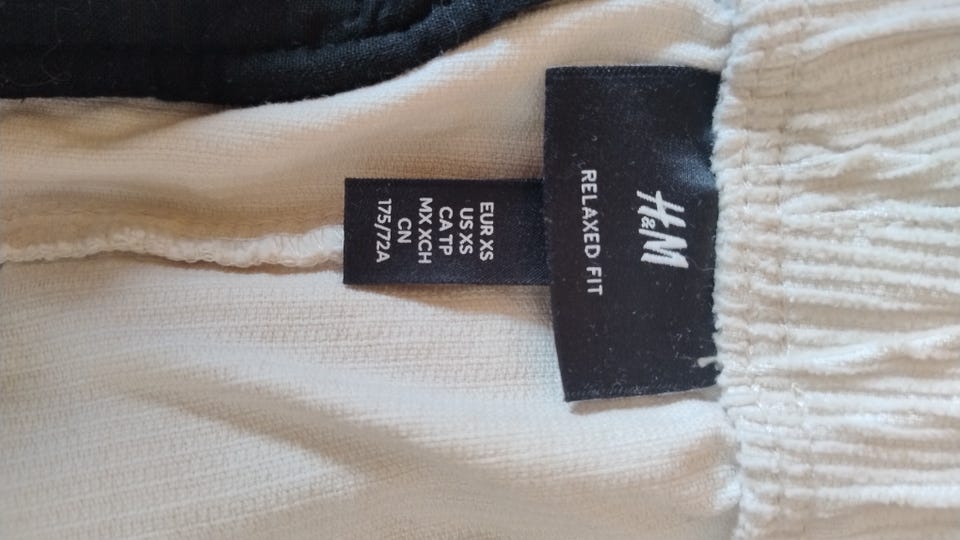 H&M
RELAXED FIT
EUR XS
US XS
CA TP
MX XCH
CN
175/72A